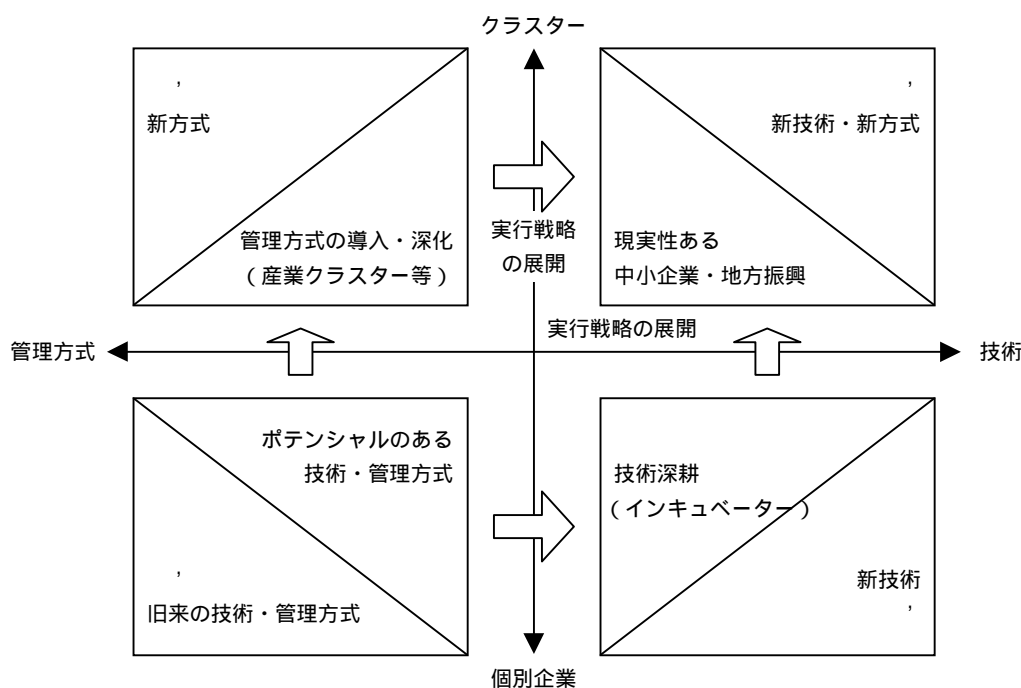 クラスター
,
新方式
管理方式の導入・深化
（産業クラスター等）
実行戦略
の展開
,
新技術・新方式
現実性ある
中小企業・地方振興
管理方式
実行戦略の展開
技術
ポテンシャルのある
技術・管理方式
,
旧来の技術・管理方式
技術深耕
（インキュベーター）
新技術
,
個別企業